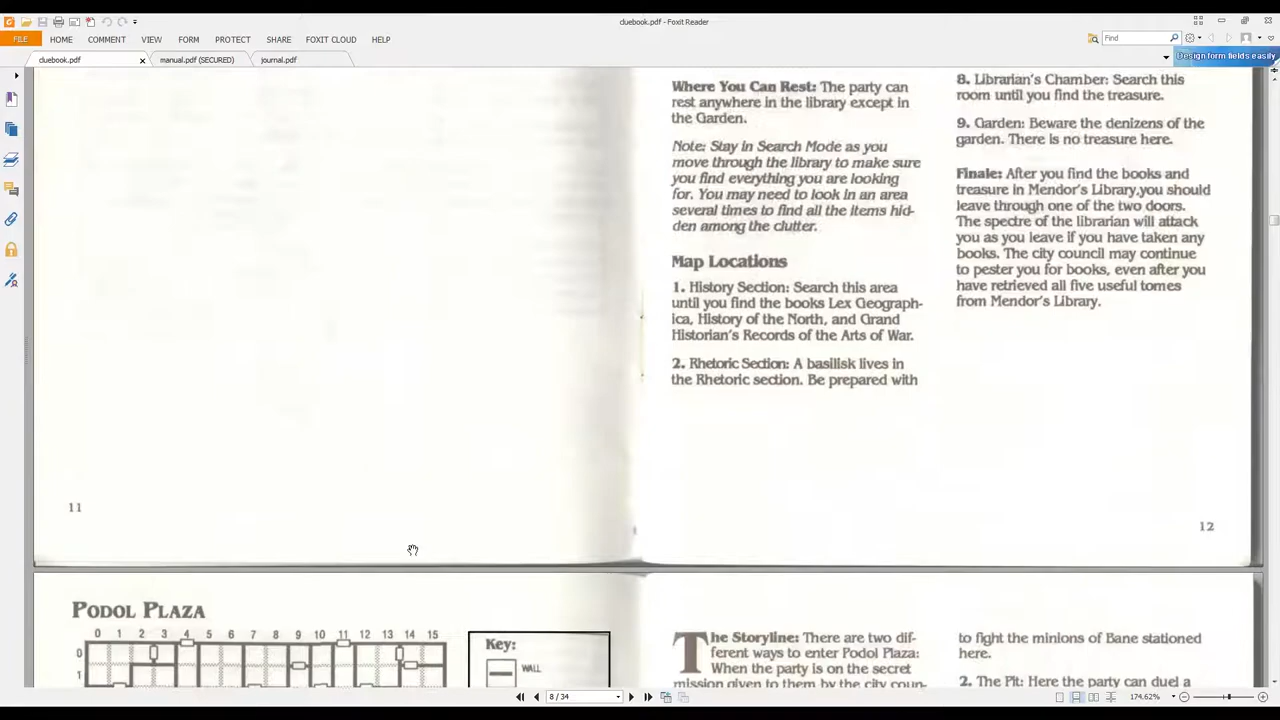 cluebook.pdf - Foxit Reader
FILE HOME COMMENT VIEW FORM PROTECT SHARE FOXIT CLOUD HELP
Find
cluebook.pdf manual.pdf (SECURED) journal.pdf
Design form fields easily
Where You Can Rest: The party can
rest anywhere in the library except in
the Garden.
Note: Stay in Search Mode as you
move through the library to make sure
you find everything you are looking
for. You may need to look in an area
several times to find all the items hid-
den among the clutter.
Map Locations
1. History Section: Search this area
until you find the books Lex Geograph-
ica, History of the North, and Grand
Historian's Records of the Arts of War.
2. Rhetoric Section: A basilisk lives in
the Rhetoric section. Be prepared with
8. Librarian's Chamber: Search this
room until you find the treasure.
9. Garden: Beware the denizens of the
garden. There is no treasure here.
Finale: After you find the books and
treasure in Mendor's Library,you should
leave through one of the two doors.
The spectre of the librarian will attack
you as you leave if you have taken any
books. The city council may continue
to pester you for books, even after you
have retrieved all five useful tomes
from Mendor's Library.
11
12
PODOL PLAZA
0 1 2 3 4 5 6 7 8 9 10 11 12 13 14 15
0
1
Key:
WALL
The Storyline: There are two dif-
ferent ways to enter Podol Plaza:
When the party is on the secret
mission given to them by the city coun-
to fight the minions of Bane stationed
here.
2. The Pit: Here the party can duel a
8 / 34
174.62%